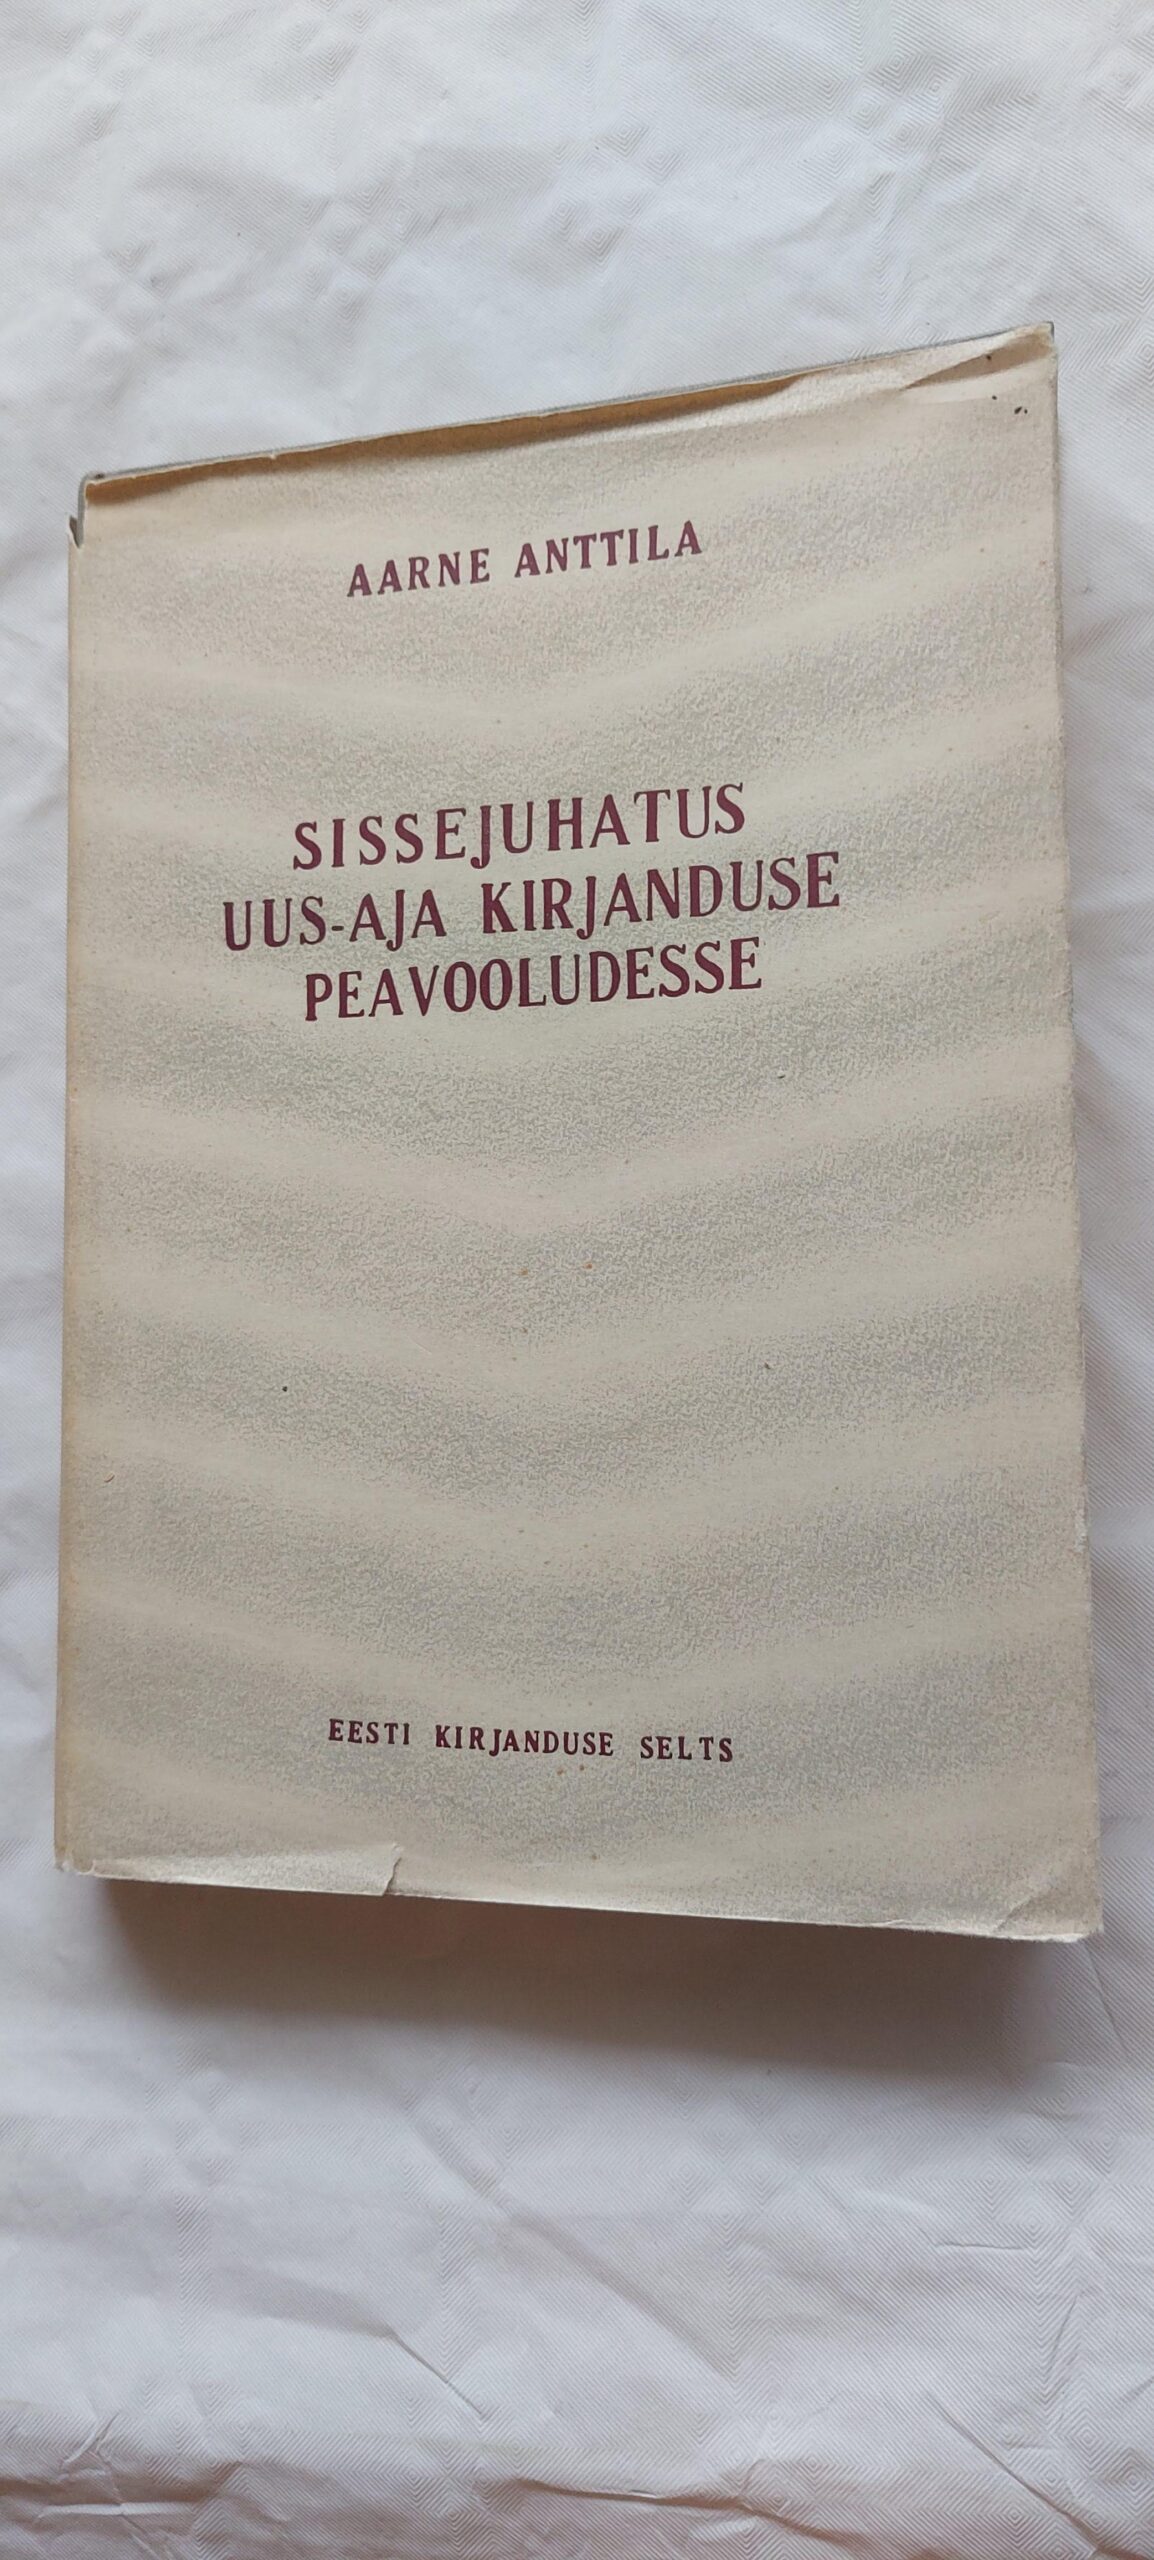 AARNE ANTTILA
SISSEJUHATUS
UUS-AJA KIRJANDUSE
PEAVOOLUDESSE
EESTI KIRJANDUSE SELTS